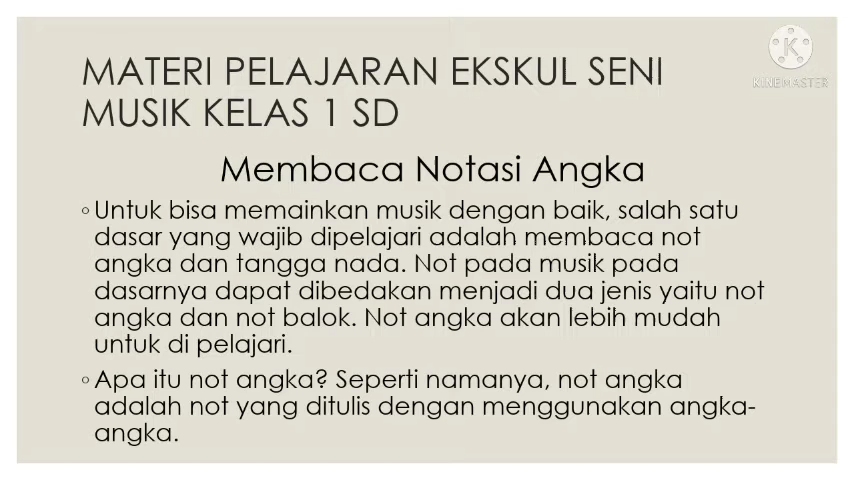 MATERI PELAJARAN EKSKUL SENI
MUSIK KELAS 1 SD
KINEMASTER
Membaca Notasi Angka
Untuk bisa memainkan musik dengan baik, salah satu
dasar yang wajib dipelajari adalah membaca not
angka dan tangga nada. Not pada musik pada
dasarnya dapat dibedakan menjadi dua jenis yaitu not
angka dan not balok. Not angka akan lebih mudah
untuk di pelajari.
Apa itu not angka? Seperti namanya, not angka
adalah not yang ditulis dengan menggunakan angka-
angka.